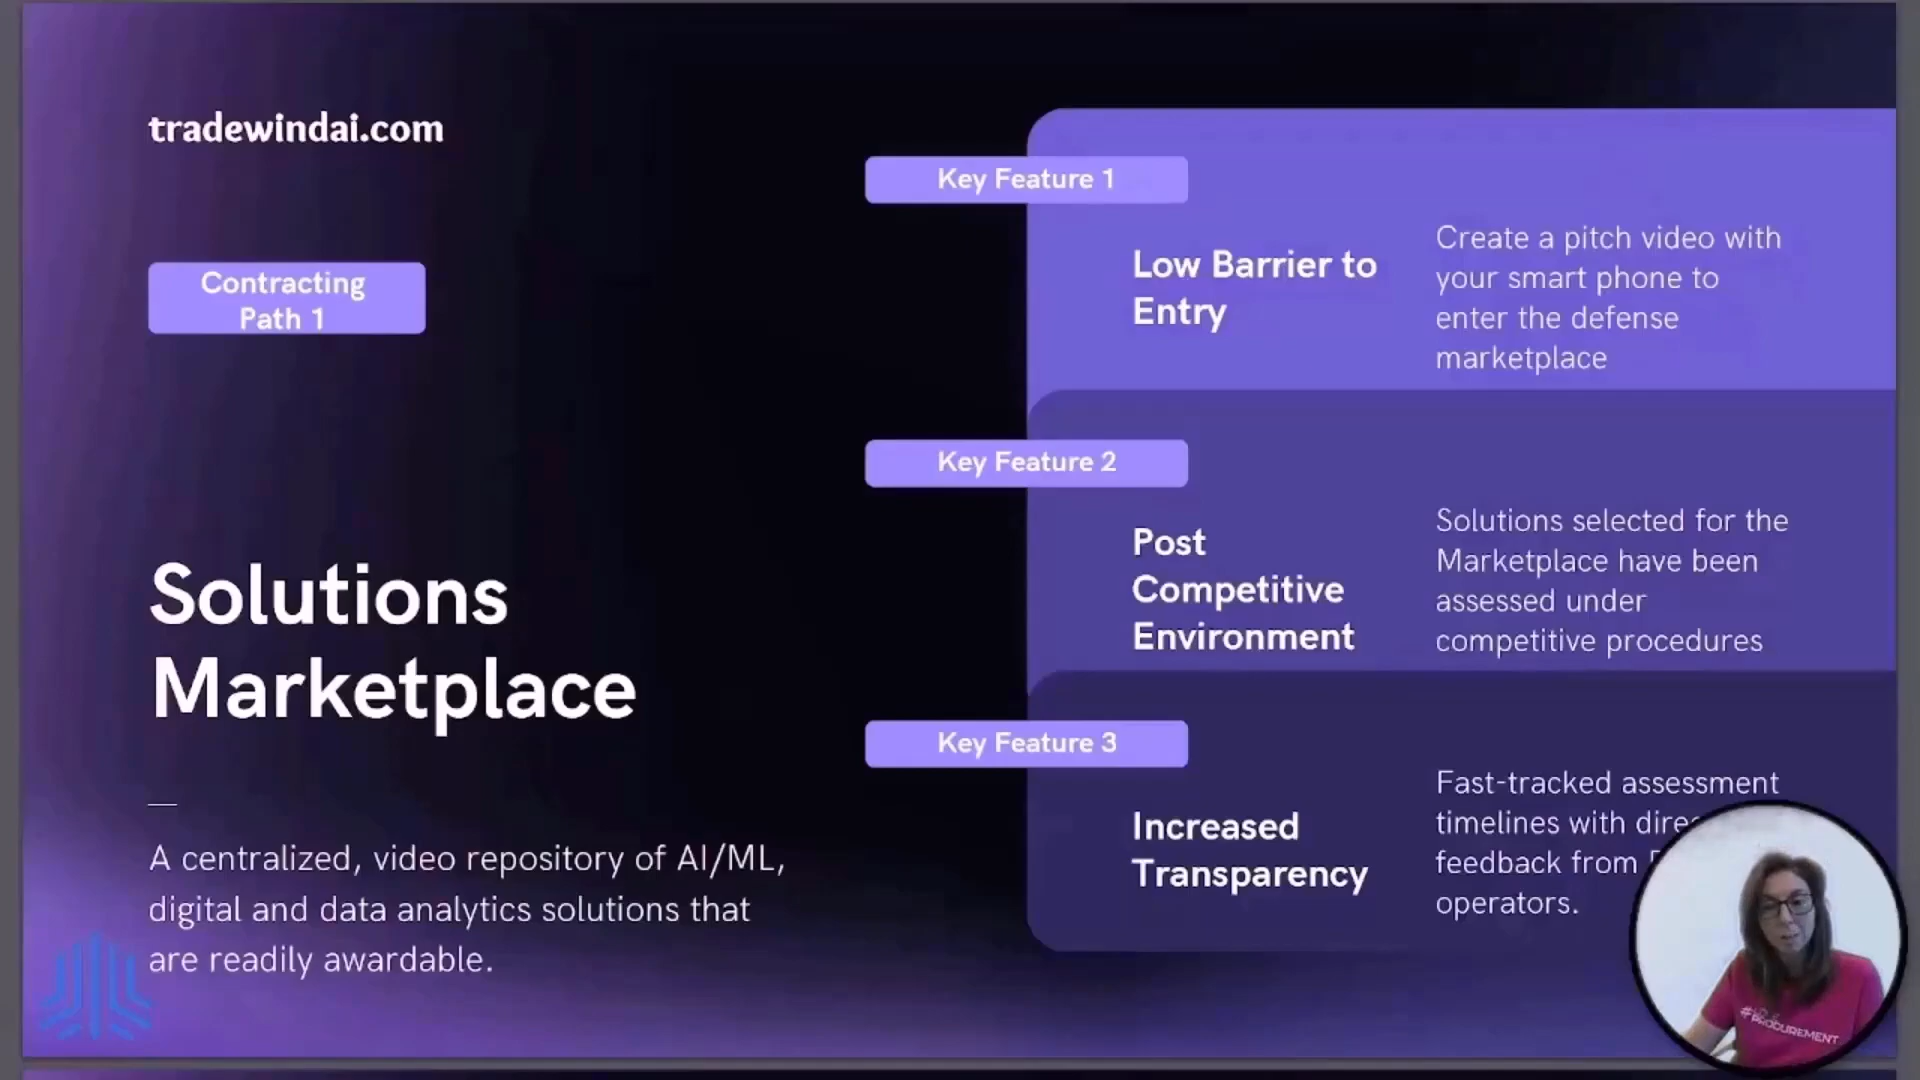 tradewindai.com
Contracting
Path 1
Solutions
Marketplace
A centralized, video repository of AI/ML,
digital and data analytics solutions that
are readily awardable.
Key Feature 1
Low Barrier to
Entry
Create a pitch video with
your smart phone to
enter the defense
marketplace
Key Feature 2
Post
Competitive
Environment
Solutions selected for the
Marketplace have been
assessed under
competitive procedures
Key Feature 3
Increased
Transparency
Fast-tracked assessment
timelines with
feedback from
operators.
#PROCUREMENT